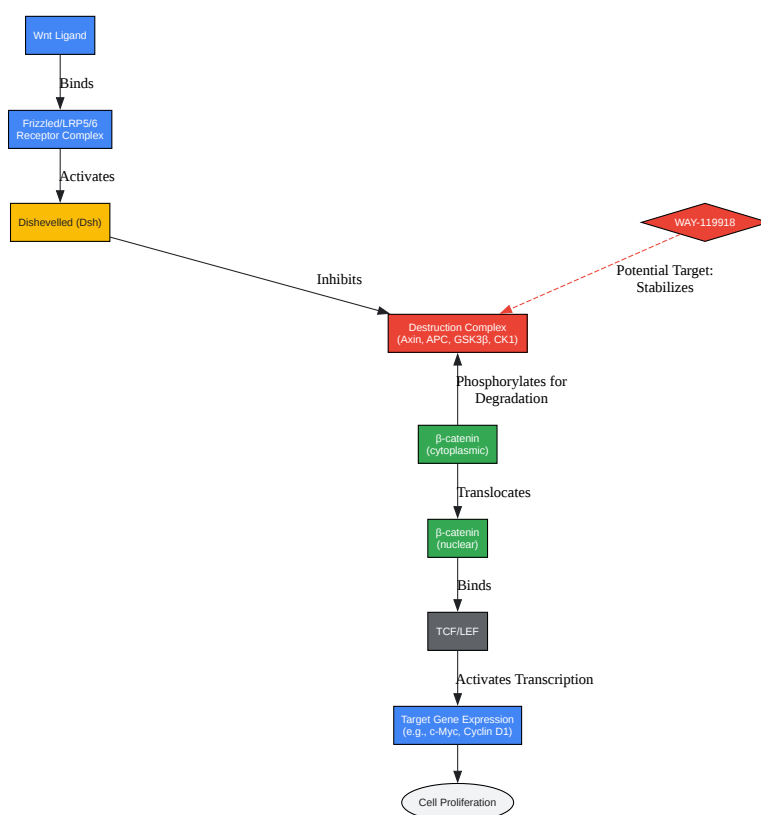 Wnt Ligand
Binds
Frizzled/LRP5/6
Receptor Complex
Activates
Dishevelled (Dsh)
WAY-119918
Inhibits
Potential Target:
Stabilizes
Destruction Complex
(Axin, APC, GSK3β, CK1)
Phosphorylates for
Degradation
β-catenin
(cytoplasmic)
Translocates
β-catenin
(nuclear)
Binds
TCF/LEF
Activates Transcription
Target Gene Expression
(e.g., c-Myc, Cyclin D1)
Cell Proliferation